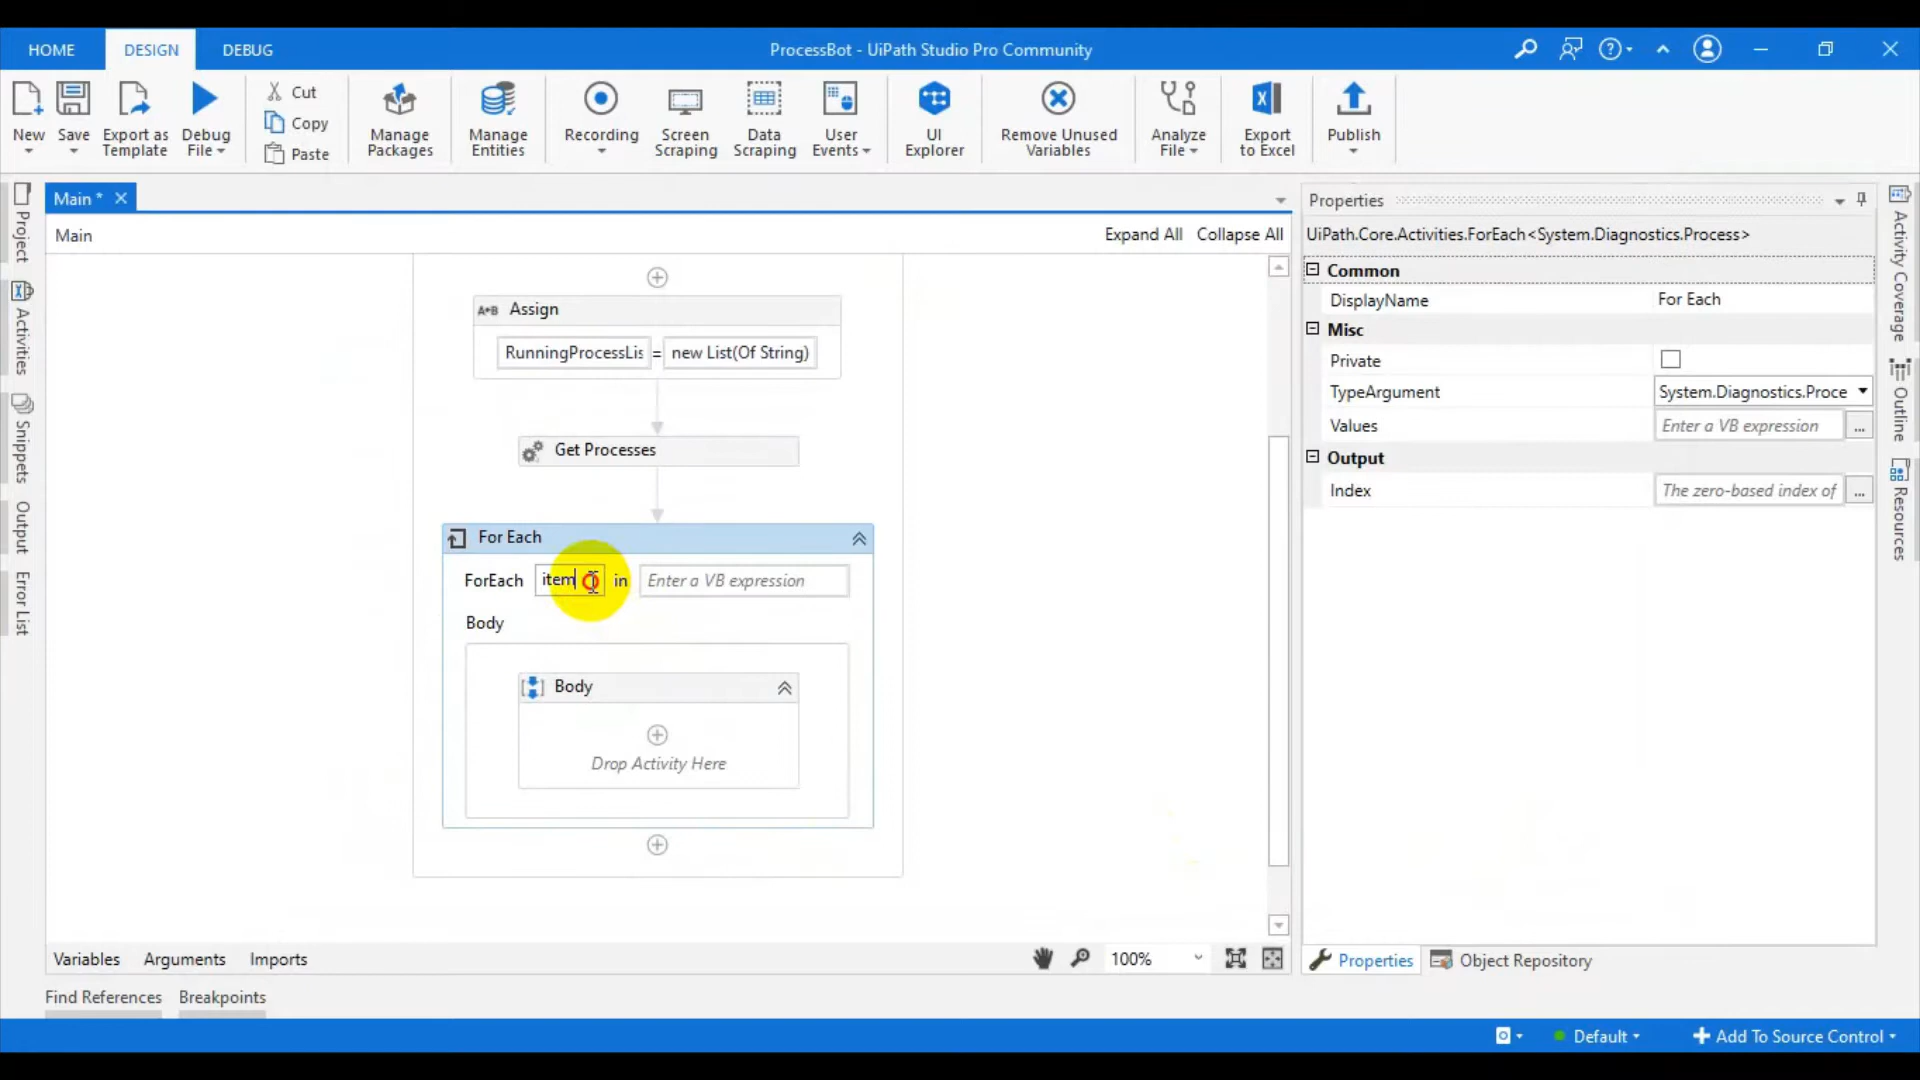 HOME DESIGN DEBUG ProcessBot - UiPath Studio Pro Community
New Save Export as Template Debug File Cut Copy Paste Manage Packages Manage Entities Recording Screen Scraping Data Scraping User Events UI Explorer Remove Unused Variables Analyze File Export to Excel Publish
Main *
Main Expand All Collapse All
Project
Activities
Snippets
Output
Error List
Assign
RunningProcessLis = new List(Of String)
Get Processes
For Each
ForEach item in Enter a VB expression
Body
Body
Drop Activity Here
Variables Arguments Imports 100%
Find References Breakpoints
Properties
UiPath.Core.Activities.ForEach<System.Diagnostics.Process>
Common
DisplayName For Each
Misc
Private
TypeArgument System.Diagnostics.Proce
Values Enter a VB expression ...
Output
Index The zero-based index of ...
Properties Object Repository
Activity Coverage
Outline
Resources
Default Add To Source Control